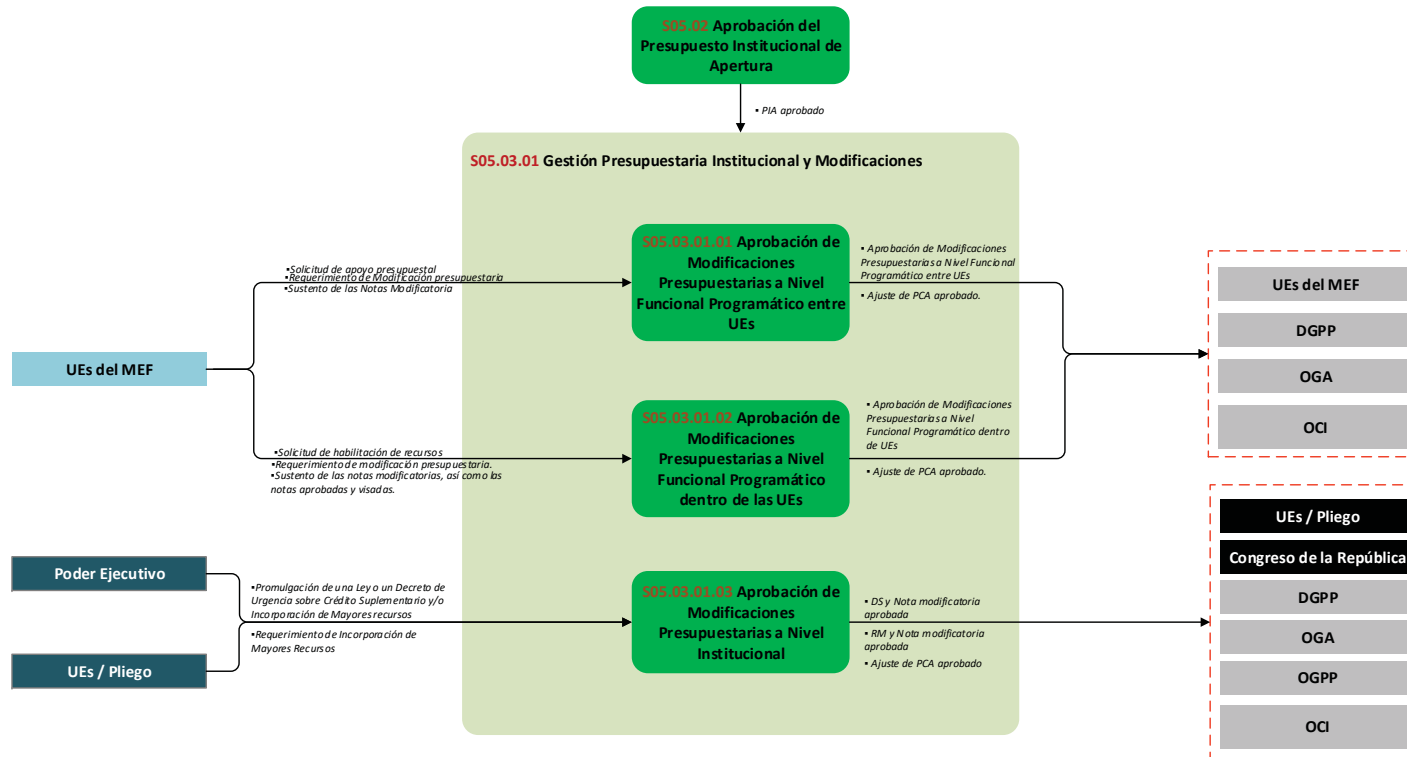 S05.02 Aprobación del
Presupuesto Institucional de
Apertura
▪ PIA aprobado
S05.03.01 Gestión Presupuestaria Institucional y Modificaciones
▪Solicitud de apoyo presupuestal
▪Requerimiento de Modificación presupuestaria
▪Sustento de las Notas Modificatoria
S05.03.01.01 Aprobación de
Modificaciones
Presupuestarias a Nivel
Funcional Programático entre
UEs
▪ Aprobación de Modificaciones
Presupuestarias a Nivel Funcional
Programático entre UEs
▪ Ajuste de PCA aprobado.
UEs del MEF
▪Solicitud de habilitación de recursos
▪Requerimiento de modificación presupuestaria.
▪Sustento de las notas modificatorias, así como las
notas aprobadas y visadas.
S05.03.01.02 Aprobación de
Modificaciones
Presupuestarias a Nivel
Funcional Programático
dentro de las UEs
▪ Aprobación de Modificaciones
Presupuestarias a Nivel
Funcional Programático dentro
de UEs
▪ Ajuste de PCA aprobado.
UEs del MEF
DGPP
OGA
OCI
Poder Ejecutivo
UEs / Pliego
▪Promulgación de una Ley o un Decreto de
Urgencia sobre Crédito Suplementario y/o
Incorporación de Mayores recursos
▪Requerimiento de Incorporación de
Mayores Recursos
S05.03.01.03 Aprobación de
Modificaciones
Presupuestarias a Nivel
Institucional
▪ DS y Nota modificatoria
aprobada
▪ RM y Nota modificatoria
aprobada
▪ Ajuste de PCA aprobado
UEs / Pliego
Congreso de la República
DGPP
OGA
OGPP
OCI